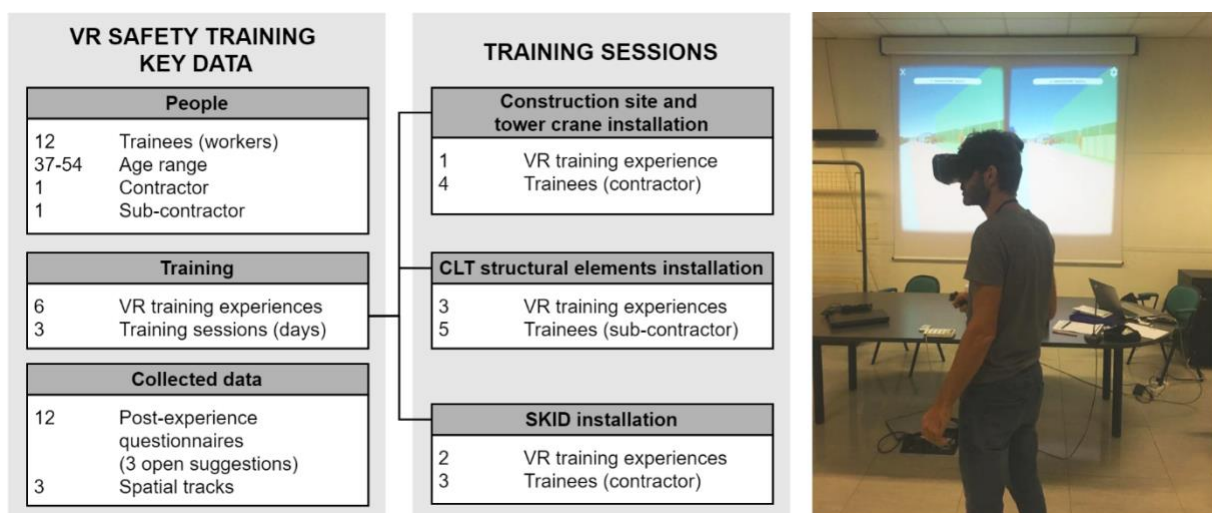 VR SAFETY TRAINING
KEY DATA
People
12 Trainees (workers)
37-54 Age range
1 Contractor
1 Sub-contractor
Training
6 VR training experiences
3 Training sessions (days)
Collected data
12 Post-experience
questionnaires
(3 open suggestions)
3 Spatial tracks
TRAINING SESSIONS
Construction site and
tower crane installation
1 VR training experience
4 Trainees (contractor)
CLT structural elements installation
3 VR training experiences
5 Trainees (sub-contractor)
SKID installation
2 VR training experiences
3 Trainees (contractor)